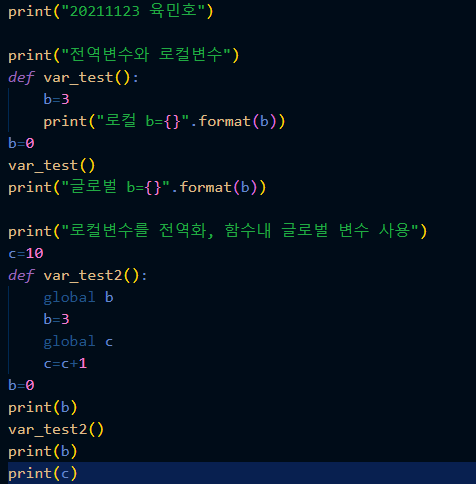 print("20211123 육민호")
print("전역변수와 로컬변수")
def var_test():
    b=3
    print("로컬 b={}".format(b))
b=0
var_test()
print("글로벌 b={}".format(b))
print("로컬변수를 전역화, 함수내 글로벌 변수 사용")
c=10
def var_test2():
    global b
    b=3
    global c
    c=c+1
b=0
print(b)
var_test2()
print(b)
print(c)